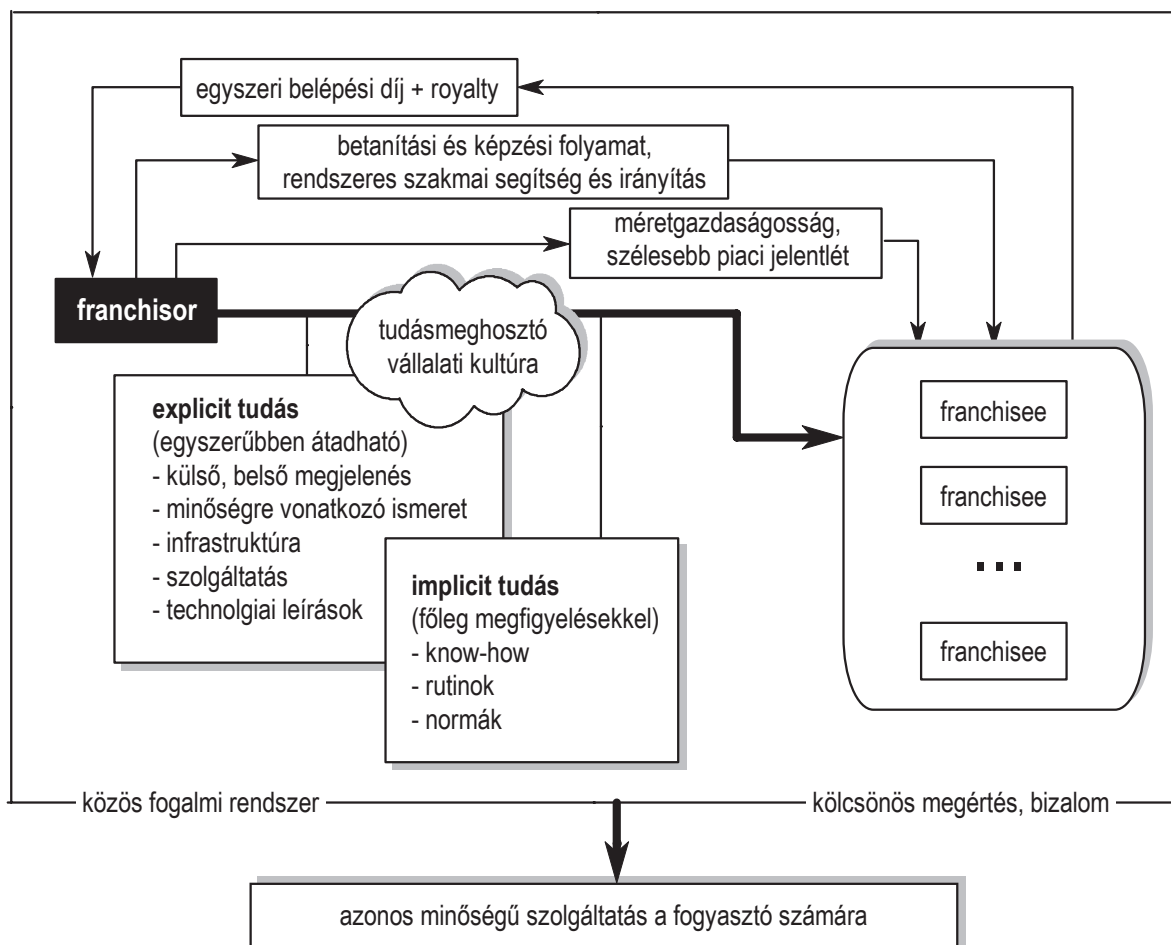 egyszeri belépési díj + royalty
betanítási és képzési folyamat,
rendszeres szakmai segítség és irányítás
méretgazdaságosság,
szélesebb piaci jelentlét
franchisor
tudásmeghosztó
vállalati kultúra
explicit tudás
(egyszerűbben átadható)
- külső, belső megjelenés
- minőségre vonatkozó ismeret
- infrastruktúra
- szolgáltatás
- technolgiai leírások
implicit tudás
(főleg megfigyelésekkel)
- know-how
- rutinok
- normák
franchisee
franchisee
...
franchisee
közös fogalmi rendszer
kölcsönös megértés, bizalom
azonos minőségű szolgáltatás a fogyasztó számára